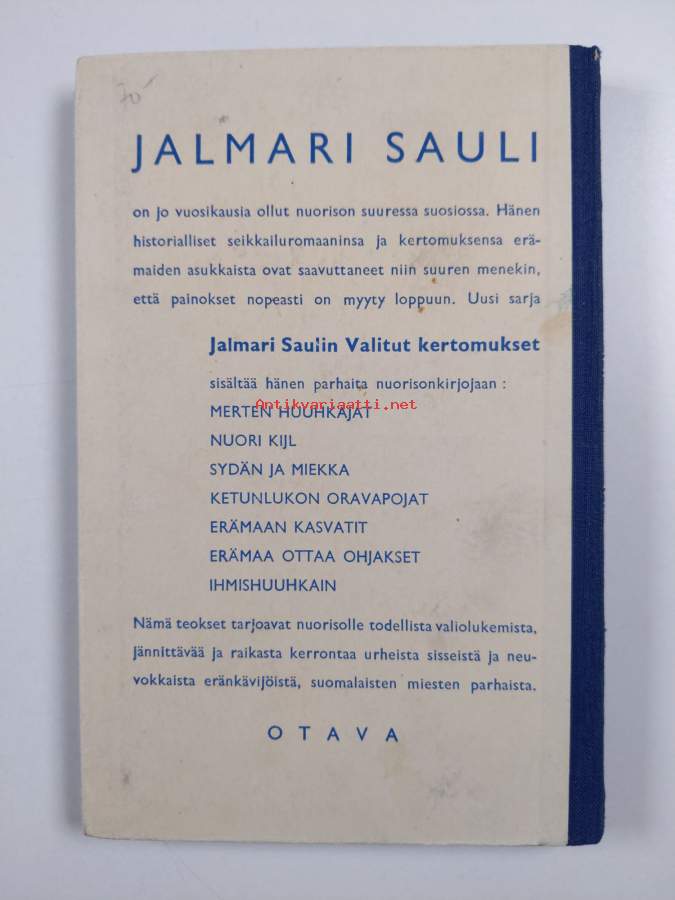 70
JALMARI SAULI
on jo vuosikausia ollut nuorison suuressa suosiossa. Hänen
historialliset seikkailuromaaninsa ja kertomuksensa erä-
maiden asukkaista ovat saavuttaneet niin suuren menekin,
että painokset nopeasti on myyty loppuun. Uusi sarja
Jalmari Saulin Valitut kertomukset
sisältää hänen parhaita nuorisonkirjojaan :
Antikvariaatti.net
MERTEN HUUHKAJAT
NUORI KIJL
SYDÄN JA MIEKKA
KETUNLUKON ORAVAPOJAT
ERÄMAAN KASVATIT
ERÄMAA OTTAA OHJAKSET
IHMISHUUHKAIN
Nämä teokset tarjoavat nuorisolle todellista valiolukemista,
jännittävää ja raikasta kerrontaa urheista sisseistä ja neu-
vokkaista eränkävijöistä, suomalaisten miesten parhaista.
OTAVA